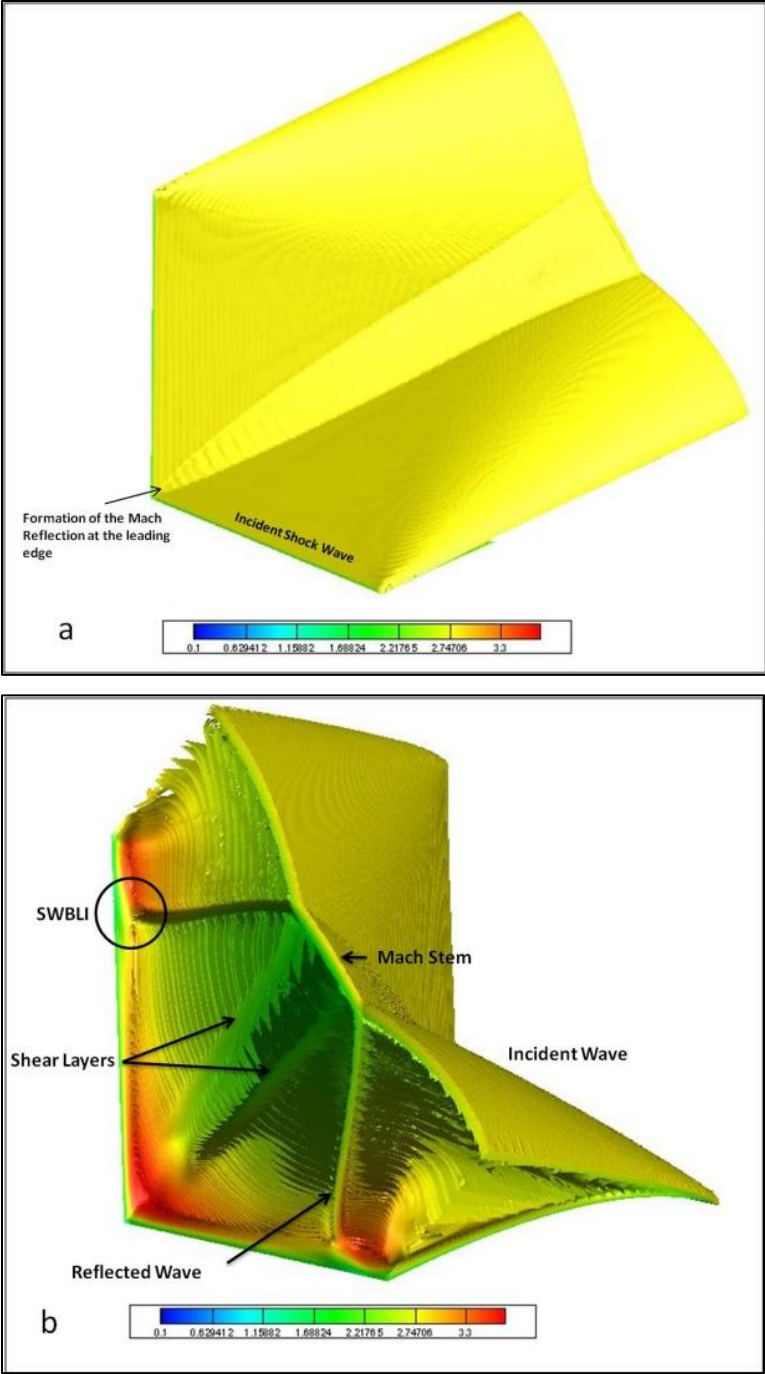 Formation of the Mach
Reflection at the leading
edge
Incident Shock Wave
a
0.1 0.629412 1.15882 1.68824 2.21765 2.74706 3.3
SWBLI
Mach Stem
Shear Layers
Incident Wave
Reflected Wave
b
0.1 0.629412 1.15882 1.68824 2.21765 2.74706 3.3